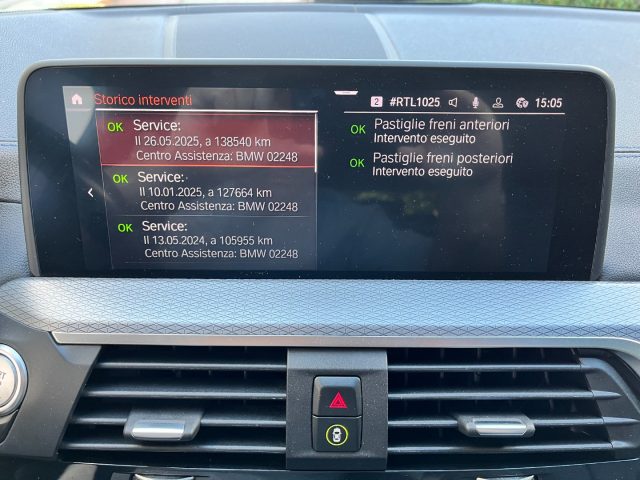 Storico interventi
2 #RTL1025 15:05
OK Service:
Il 26.05.2025, a 138540 km
Centro Assistenza: BMW 02248
OK Service:
Il 10.01.2025, a 127664 km
Centro Assistenza: BMW 02248
OK Service:
Il 13.05.2024, a 105955 km
Centro Assistenza: BMW 02248
OK Pastiglie freni anteriori
Intervento eseguito
OK Pastiglie freni posteriori
Intervento eseguito